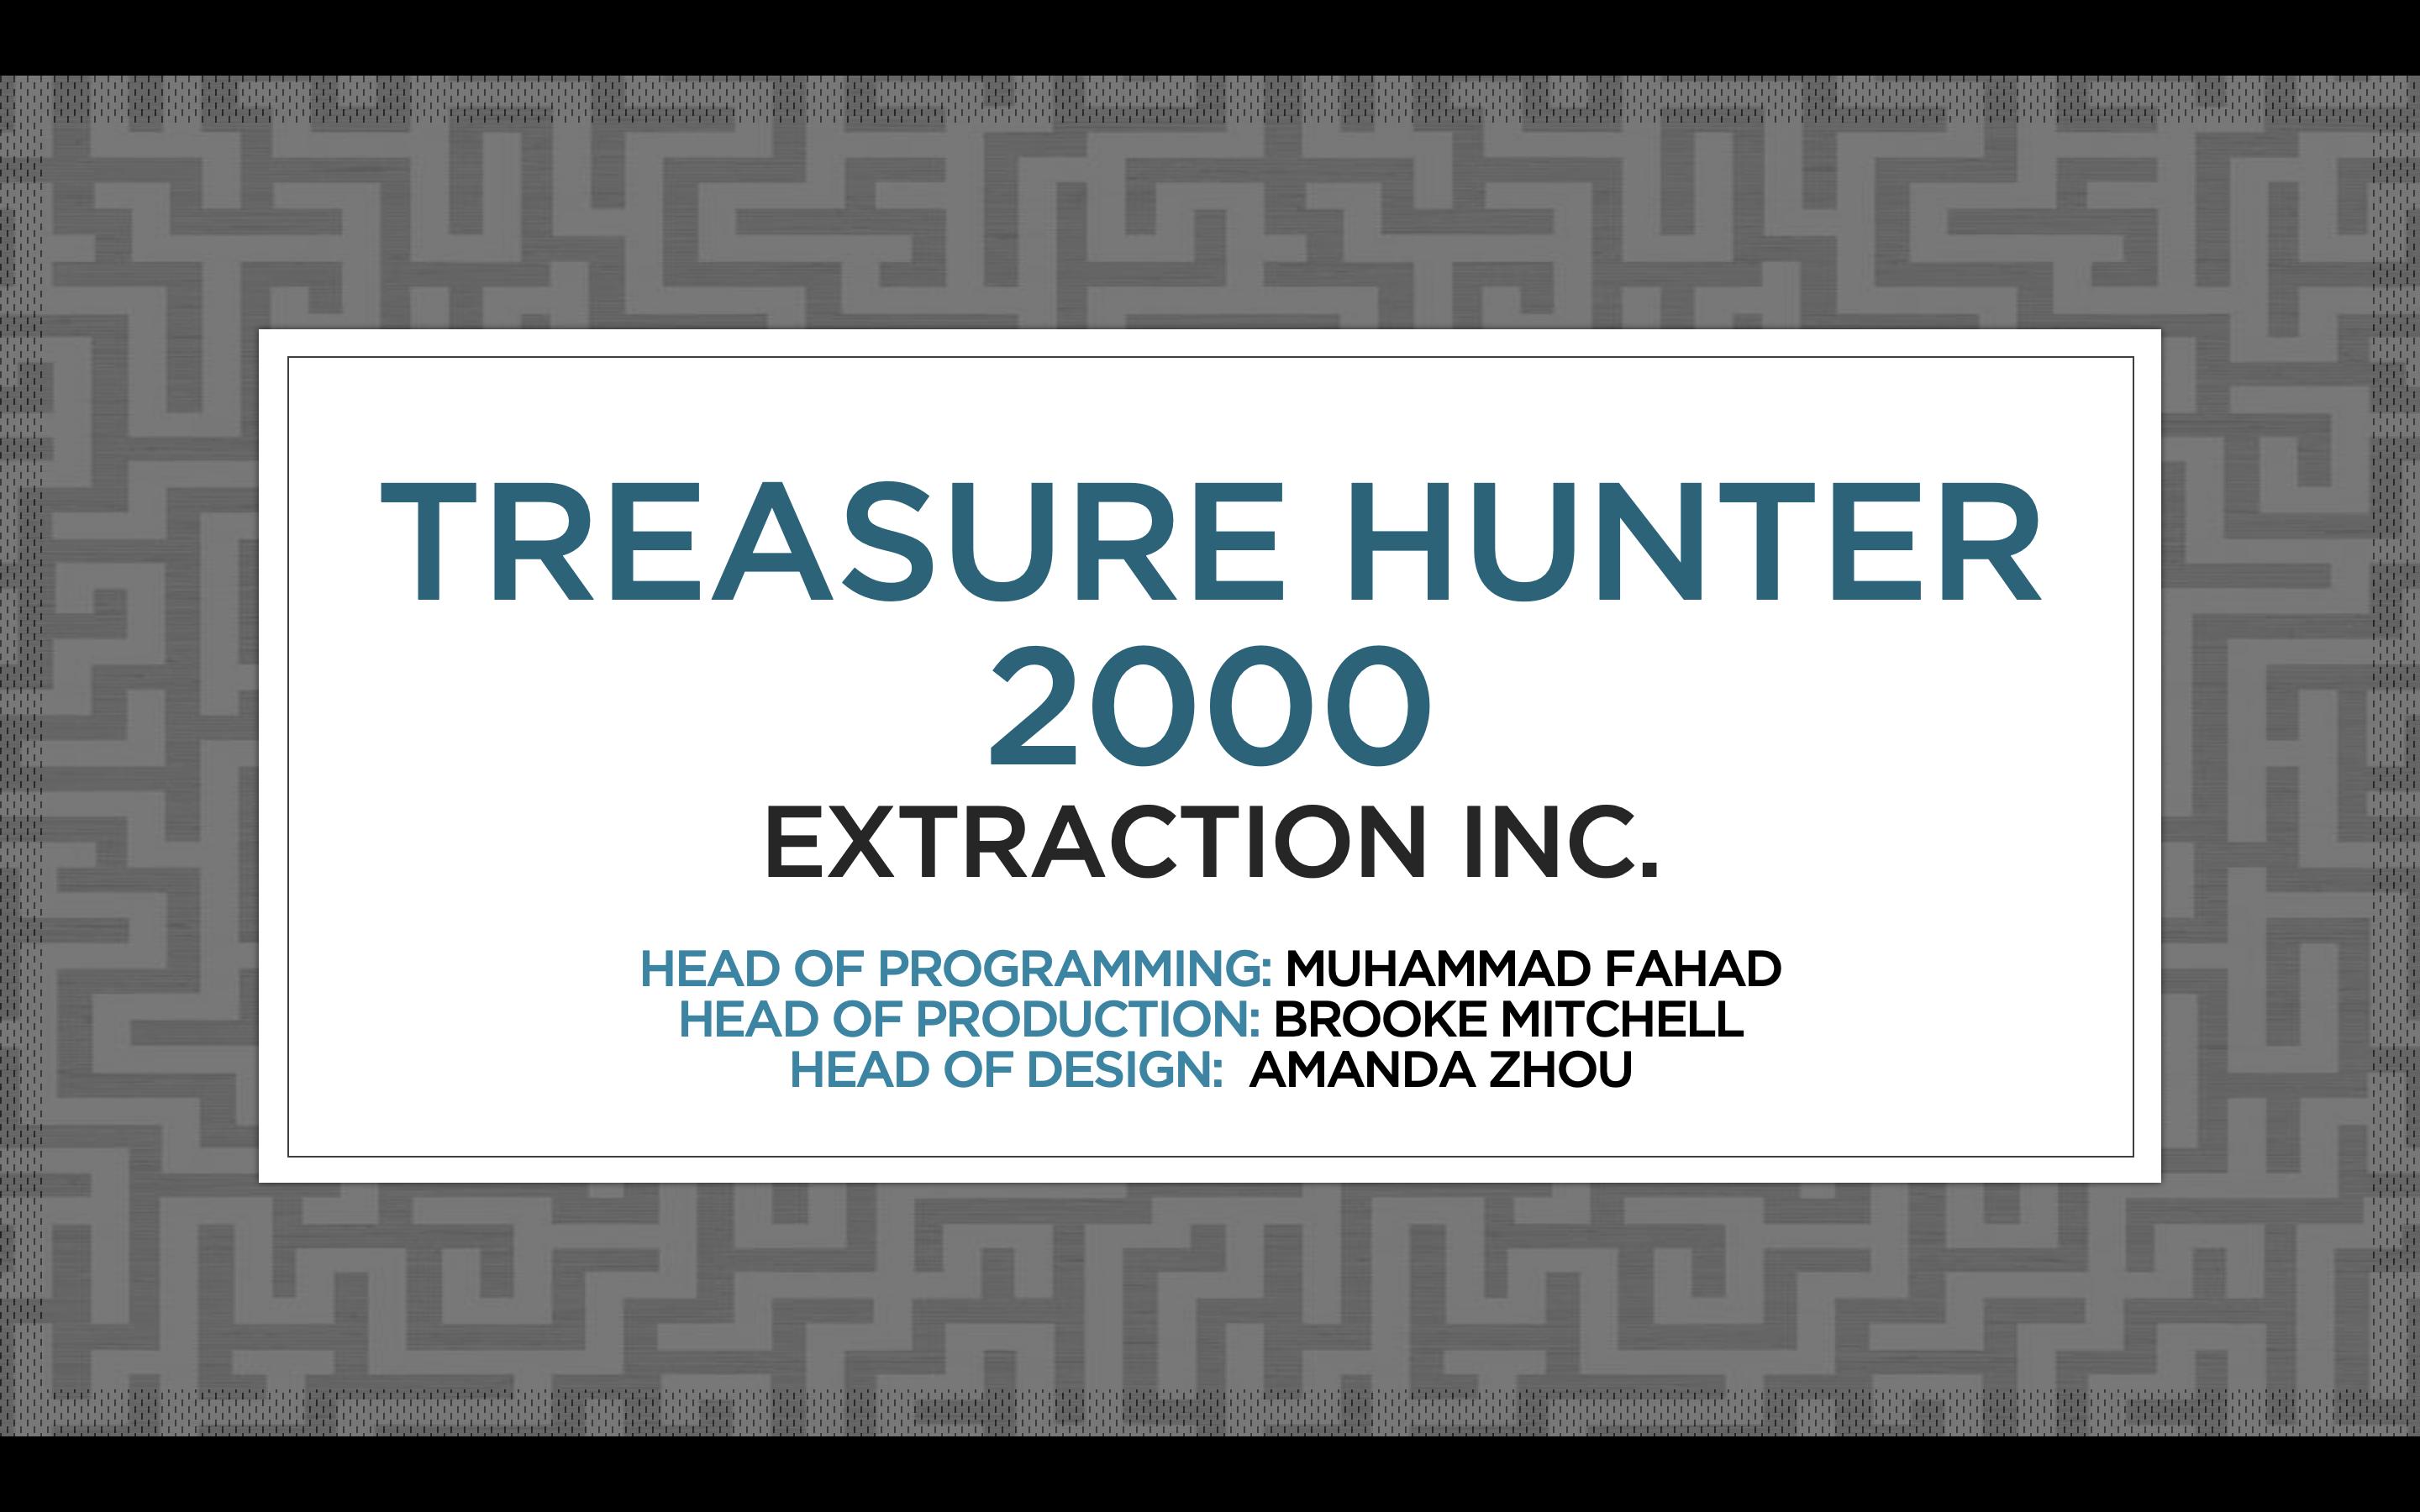 TREASURE HUNTER
2000
EXTRACTION INC.
HEAD OF PROGRAMMING: MUHAMMAD FAHAD
HEAD OF PRODUCTION: BROOKE MITCHELL
HEAD OF DESIGN: AMANDA ZHOU